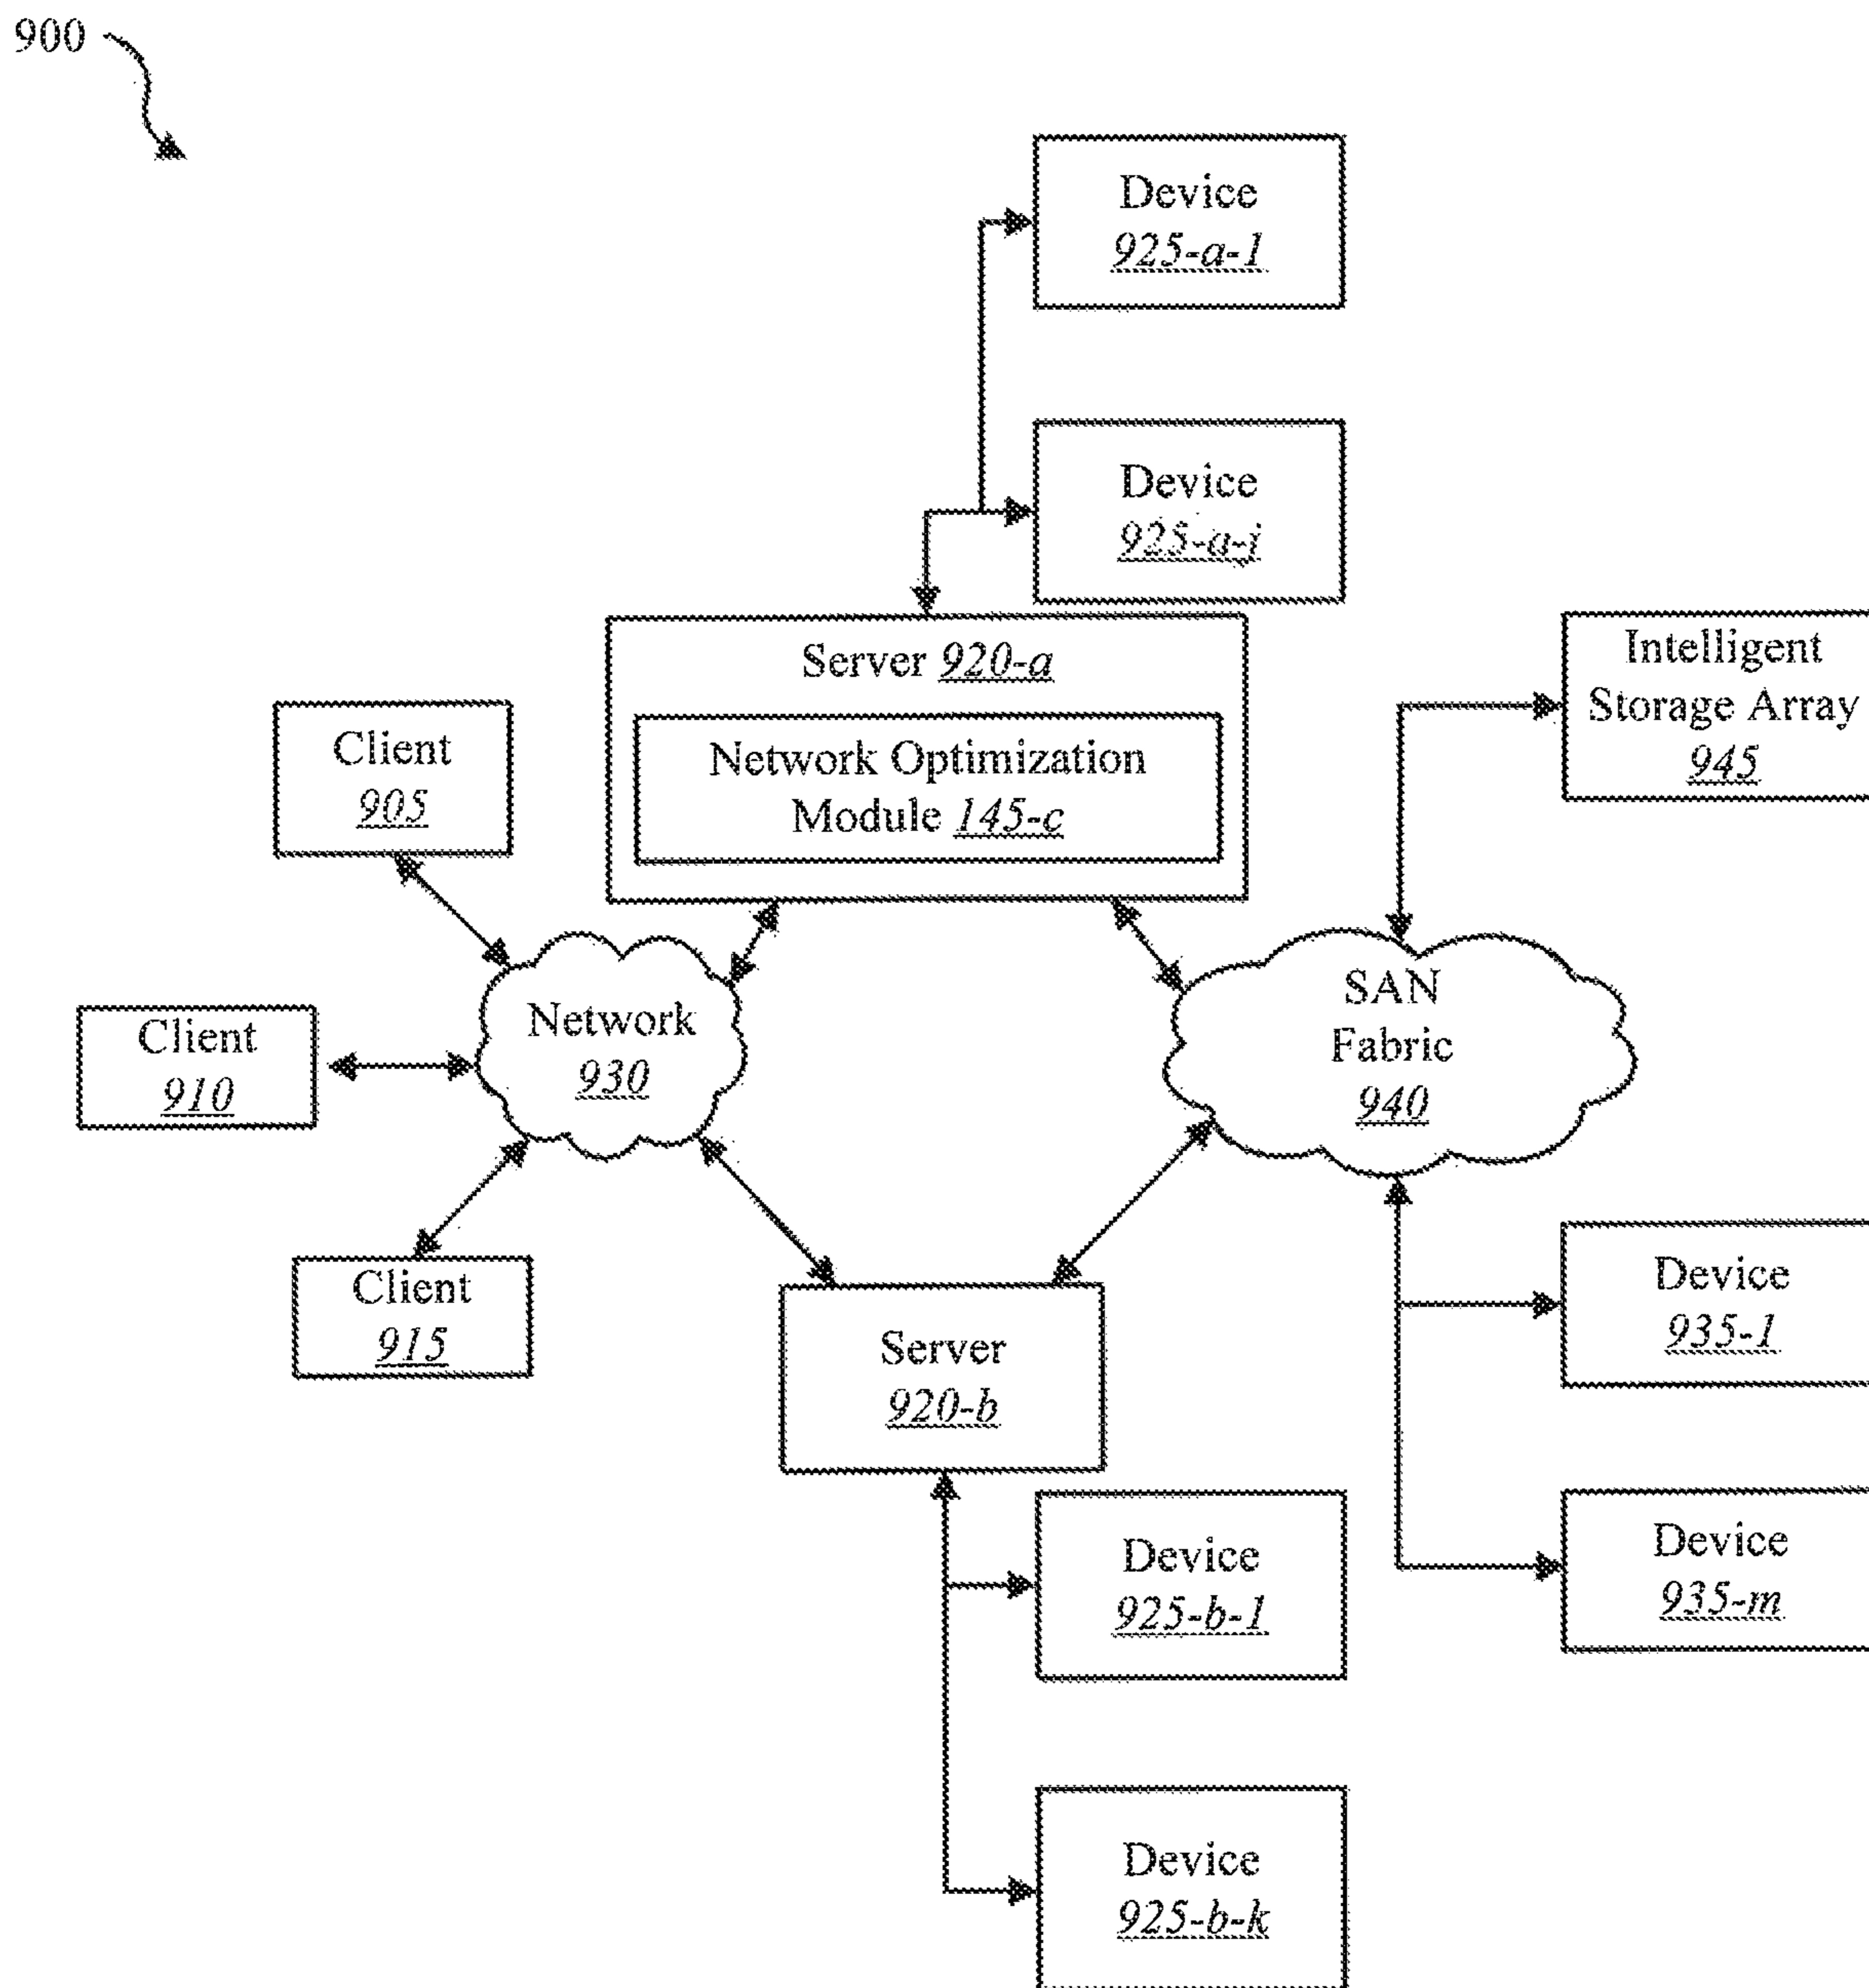 900
Device
925-a-1
Device
925-a-j
Server 920-a
Network Optimization
Module 145-c
Intelligent
Storage Array
945
Client
905
Network
930
SAN
Fabric
940
Client
910
Client
915
Server
920-b
Device
935-1
Device
935-m
Device
925-b-1
Device
925-b-k